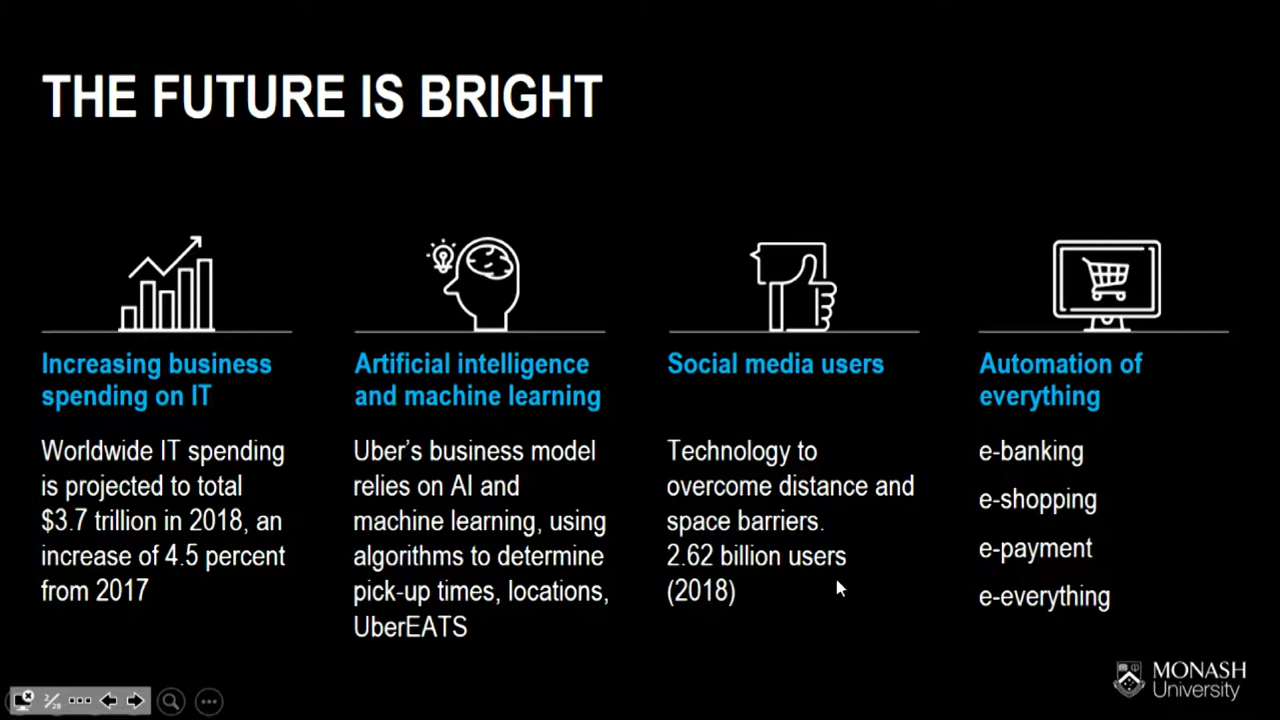 THE FUTURE IS BRIGHT
Increasing business
spending on IT
Worldwide IT spending
is projected to total
$3.7 trillion in 2018, an
increase of 4.5 percent
from 2017
Artificial intelligence
and machine learning
Uber's business model
relies on AI and
machine learning, using
algorithms to determine
pick-up times, locations,
UberEATS
Social media users
Technology to
overcome distance and
space barriers.
2.62 billion users
(2018)
Automation of
everything
e-banking
e-shopping
e-payment
e-everything
MONASH
University
2/28